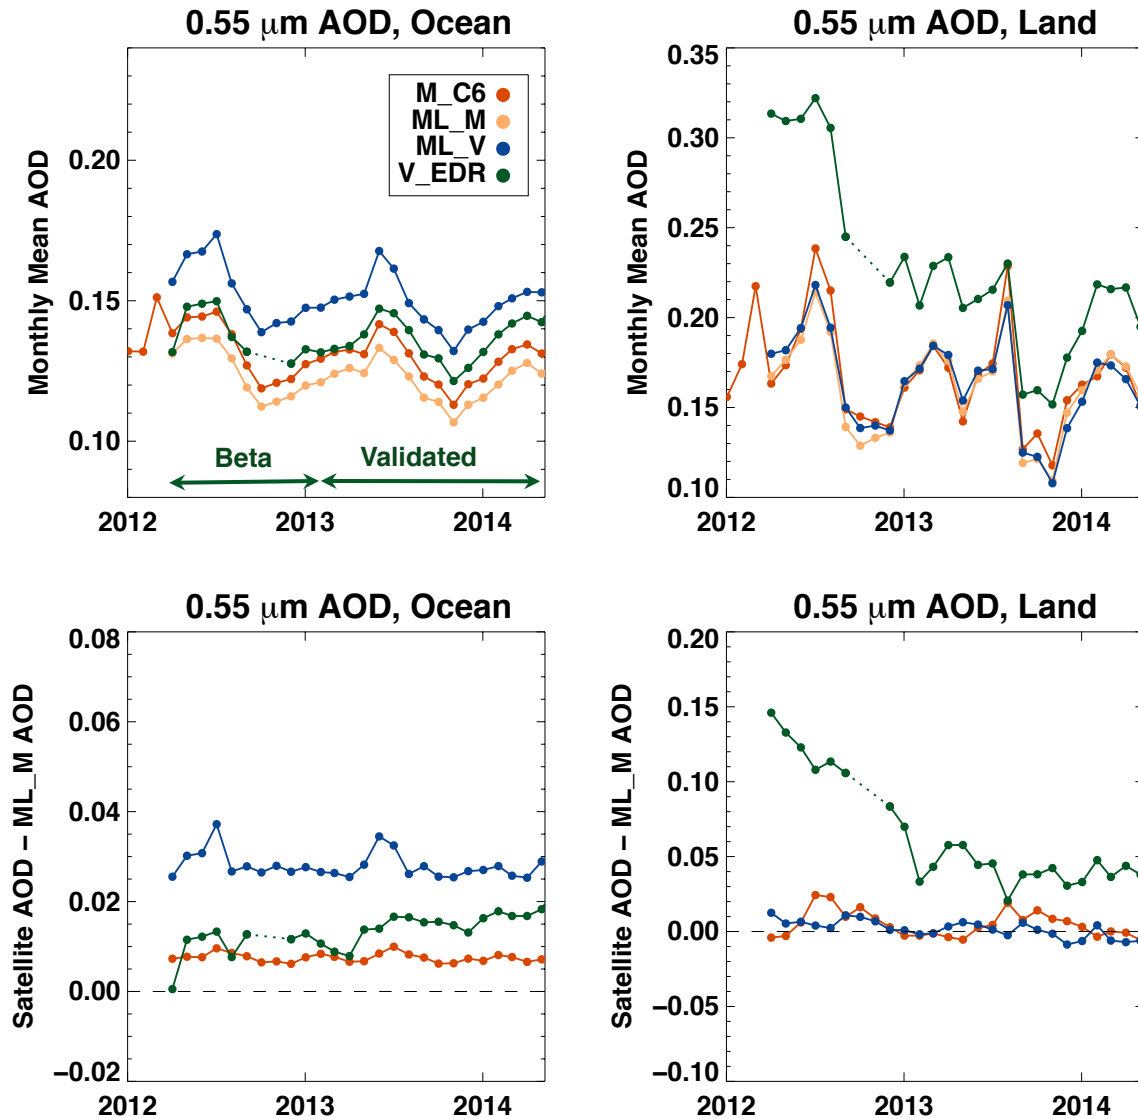 0.55 μm AOD, Ocean
Monthly Mean AOD
0.20
0.15
0.10
M_C6
ML_M
ML_V
V_EDR
Beta
Validated
2012
2013
2014
0.55 μm AOD, Land
Monthly Mean AOD
0.35
0.30
0.25
0.20
0.15
0.10
2012
2013
2014
0.55 μm AOD, Ocean
Satellite AOD − ML_M AOD
0.08
0.06
0.04
0.02
0.00
−0.02
2012
2013
2014
0.55 μm AOD, Land
Satellite AOD − ML_M AOD
0.20
0.15
0.10
0.05
0.00
−0.05
−0.10
2012
2013
2014